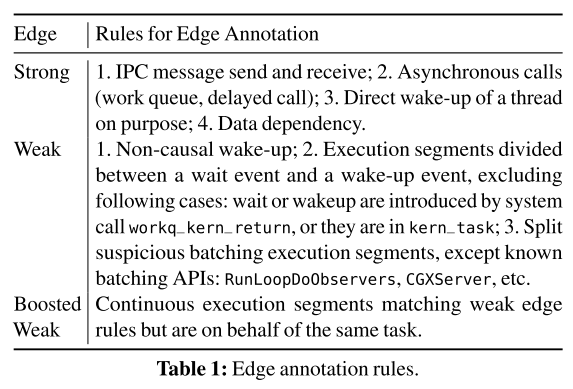 Edge Rules for Edge Annotation
Strong 1. IPC message send and receive; 2. Asynchronous calls
(work queue, delayed call); 3. Direct wake-up of a thread
on purpose; 4. Data dependency.
Weak 1. Non-causal wake-up; 2. Execution segments divided
between a wait event and a wake-up event, excluding
following cases: wait or wakeup are introduced by system
call workq_kern_return, or they are in kern_task; 3. Split
suspicious batching execution segments, except known
batching APIs: RunLoopDoObservers, CGXServer, etc.
Boosted Continuous execution segments matching weak edge
Weak rules but are on behalf of the same task.
Table 1: Edge annotation rules.